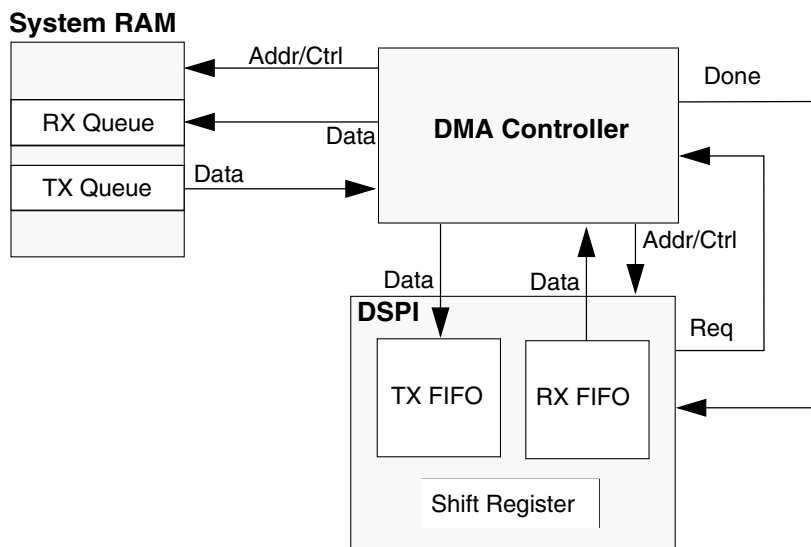 System RAM
Addr/Ctrl
Done
RX Queue
Data
DMA Controller
TX Queue
Data
Addr/Ctrl
Data
Data
DSPI
Req
TX FIFO
RX FIFO
Shift Register